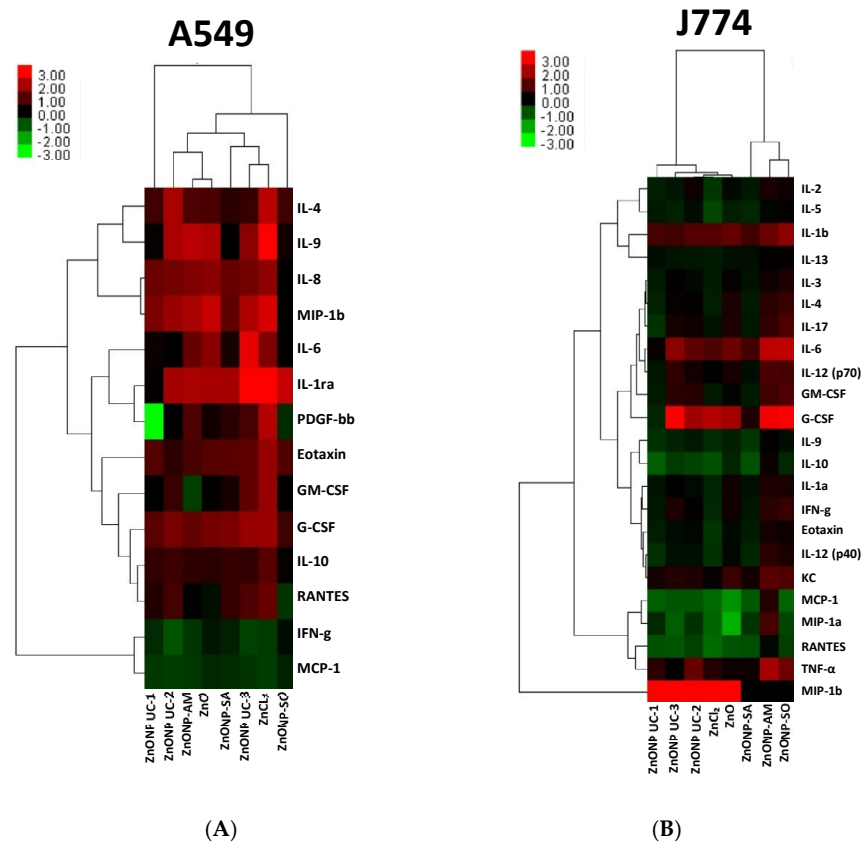 A549
3.00
2.00
1.00
0.00
-1.00
-2.00
-3.00
IL-4
IL-9
IL-8
MIP-1b
IL-6
IL-1ra
PDGF-bb
Eotaxin
GM-CSF
G-CSF
IL-10
RANTES
IFN-g
MCP-1
ZnONP UC-1
ZnONP UC-2
ZnONP-AM
ZnO
ZnONP-SA
ZnONP UC-3
ZnCl₂
ZnONP-SO
(A)
J774
3.00
2.00
1.00
0.00
-1.00
-2.00
-3.00
IL-2
IL-5
IL-1b
IL-13
IL-3
IL-4
IL-17
IL-6
IL-12 (p70)
GM-CSF
G-CSF
IL-9
IL-10
IL-1a
IFN-g
Eotaxin
IL-12 (p40)
KC
MCP-1
MIP-1a
RANTES
TNF-α
MIP-1b
ZnONP UC-1
ZnONP UC-3
ZnONP UC-2
ZnCl₂
ZnO
ZnONP-SA
ZnONP-AM
ZnONP-SO
(B)